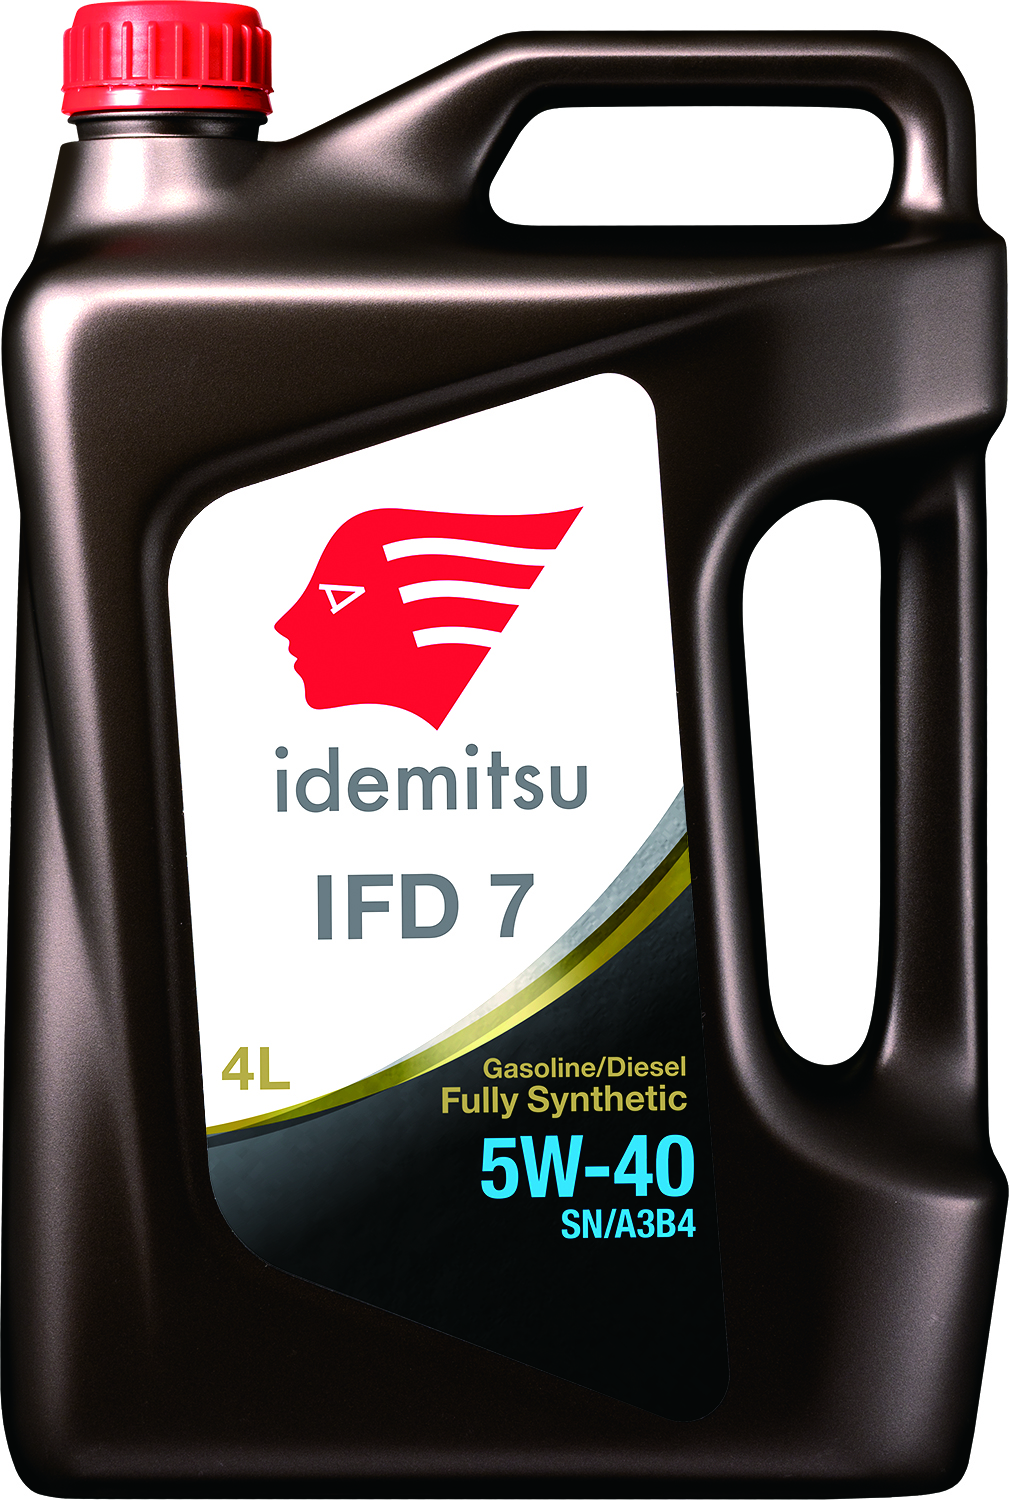 idemitsu
IFD 7
4L
Gasoline/Diesel
Fully Synthetic
5W-40
SN/A3B4